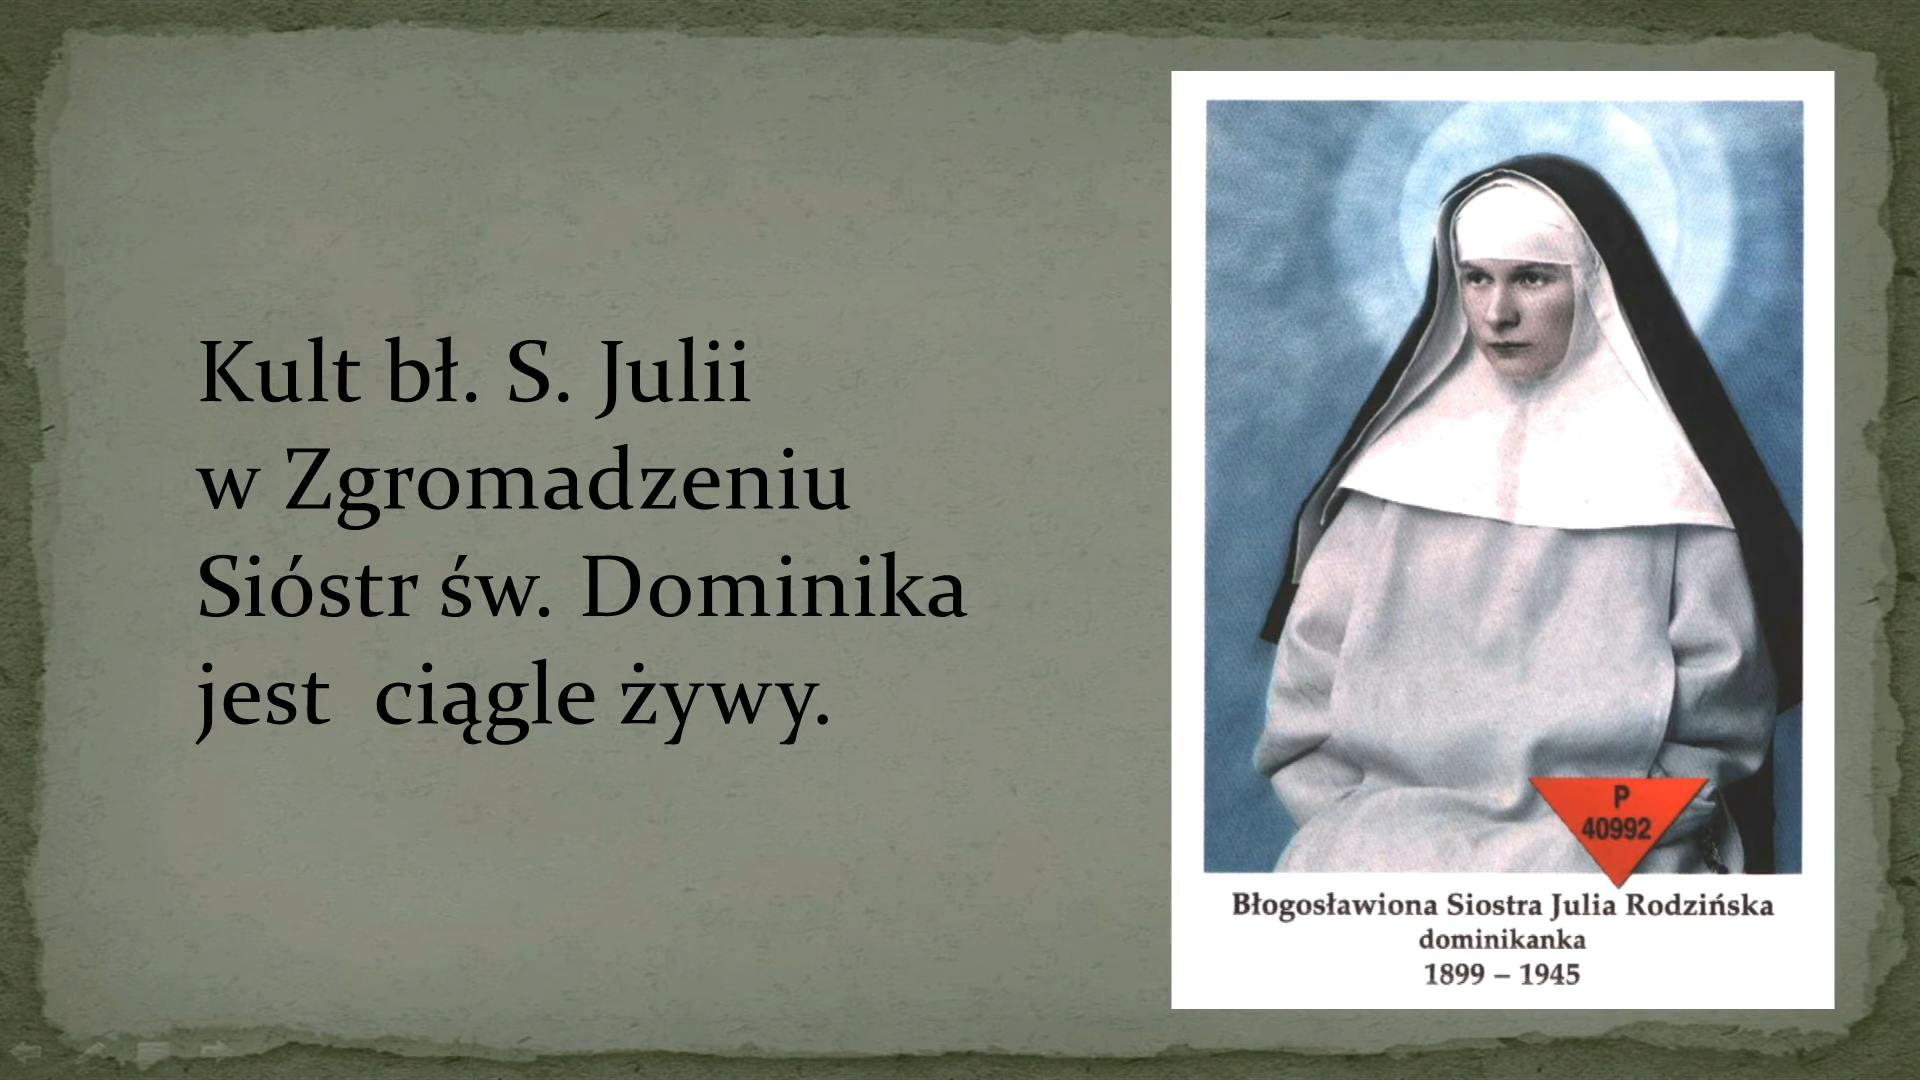 Kult bł. S. Julii
w Zgromadzeniu
Sióstr św. Dominika
jest  ciągle żywy.
P
40992
Błogosławiona Siostra Julia Rodzińska
dominikanka
1899 – 1945